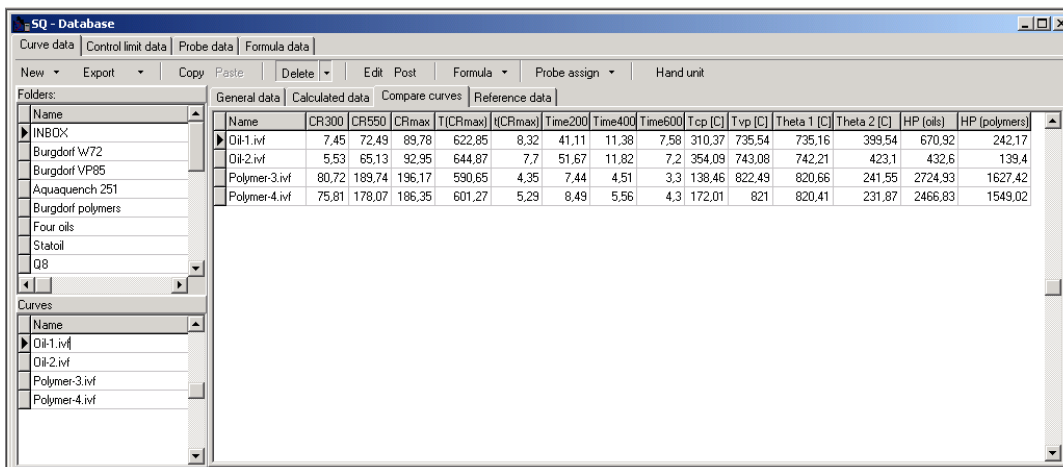 SQ - Database
Curve data Control limit data Probe data Formula data
New Export Copy Paste Delete Edit Post Formula Probe assign Hand unit
Folders:
Name
INBOX
Burgdorf W72
Burgdorf VP85
Aquaquench 251
Burgdorf polymers
Four oils
Statoil
Q8
Curves
Name
Oil-1.ivf
Oil-2.ivf
Polymer-3.ivf
Polymer-4.ivf
General data Calculated data Compare curves Reference data
Name CR300 CR550 CRmax T(CRmax) t(CRmax) Time200 Time400 Time600 Tcp [C] Tvp [C] Theta 1 [C] Theta 2 [C] HP (oils) HP (polymers)
Oil-1.ivf 7,45 72,49 89,78 622,85 8,32 41,11 11,38 7,58 310,37 735,54 735,16 399,54 670,92 242,17
Oil-2.ivf 5,53 65,13 92,95 644,87 7,7 51,67 11,82 7,2 354,09 743,08 742,21 423,1 432,6 139,4
Polymer-3.ivf 80,72 189,74 196,17 590,65 4,35 7,44 4,51 3,3 138,46 822,49 820,66 241,55 2724,93 1627,42
Polymer-4.ivf 75,81 178,07 186,35 601,27 5,29 8,49 5,56 4,3 172,01 821 820,41 231,87 2466,83 1549,02